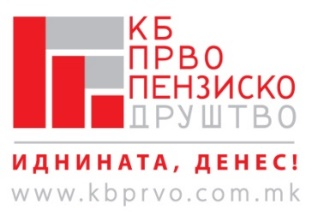 КБ
ПРВО
ПЕНЗИСКО
ДРУШТВО
ИДНИНАТА, ДЕНЕС!
www.kbprvo.com.mk